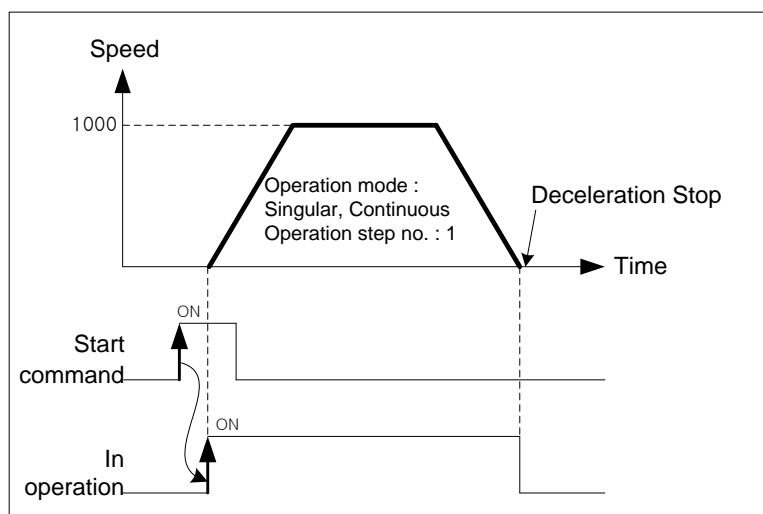 Speed
1000
Operation mode :
Singular, Continuous
Operation step no. : 1
Deceleration Stop
Time
ON
Start
command
ON
In
operation